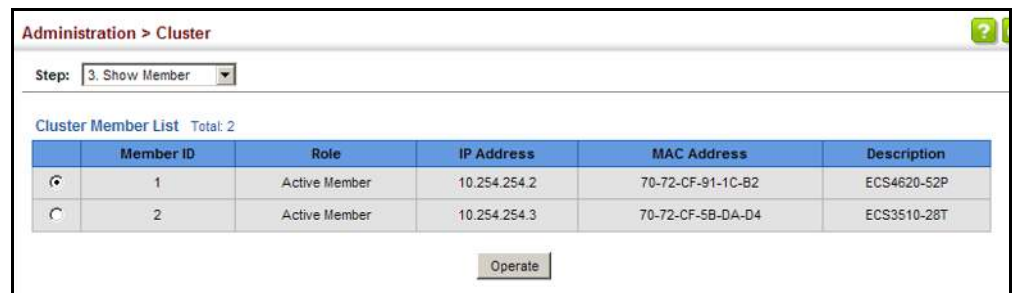 Administration > Cluster
?
Step: 3. Show Member
Cluster Member List Total: 2
Member ID Role IP Address MAC Address Description
1 Active Member 10.254.254.2 70-72-CF-91-1C-B2 ECS4620-52P
2 Active Member 10.254.254.3 70-72-CF-5B-DA-D4 ECS3510-28T
Operate